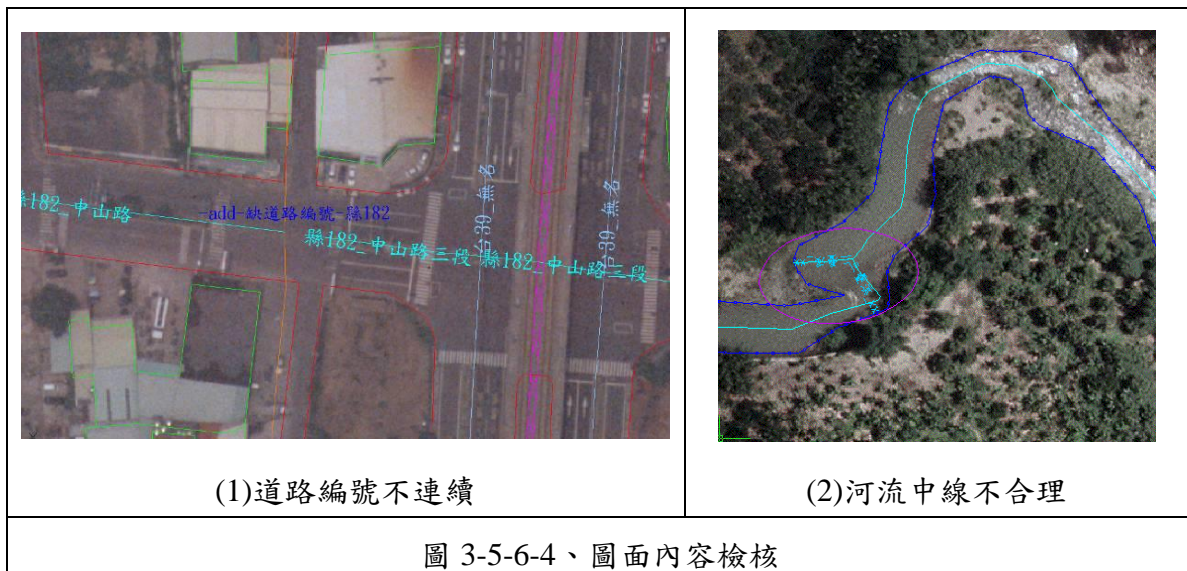 縣182_中山路
-add-缺道路編號-縣182
縣182_中山路三段
縣182_中山路三段
台39_無名
台39_無名
(1)道路編號不連續
(2)河流中線不合理
圖 3-5-6-4、圖面內容檢核